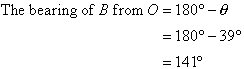 The bearing of B from O = 180° − θ
= 180° − 39°
= 141°